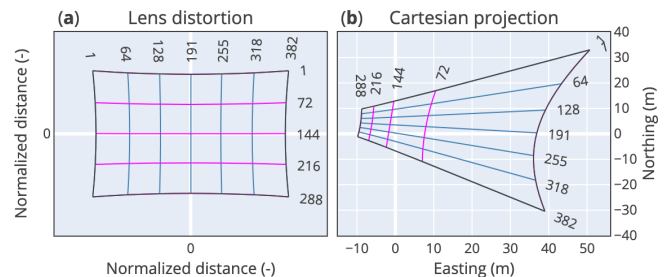 (a) Lens distortion
1 64 128 191 255 318 382
1
72
144
216
288
0
0
Normalized distance (-)
Normalized distance (-)
(b) Cartesian projection
288 216 144 72 1
64
128
191
255
318
382
40
30
20
10
0
−10
−20
−30
−40
Northing (m)
−10 0 10 20 30 40 50
Easting (m)